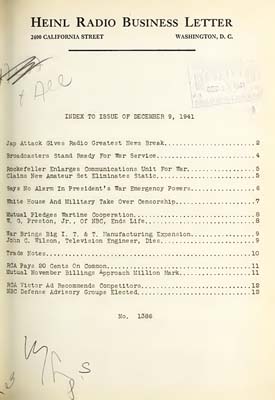 HEINL RADIO BUSINESS LETTER
2400 CALIFORNIA STREET WASHINGTON, D. C.
INDEX TO ISSUE OF DECEMBER 9, 1941
Jap Attack Gives Radio Greatest News Break.....2
Broadcasters Stand Ready For War Service.....4
Rockefeller Enlarges Communications Unit For War.....5
Claims New Amateur Set Eliminates Static.....5
Says No Alarm In President's War Emergency Powers.....6
White House And Military Take Over Censorship.....7
Mutual Pledges Wartime Cooperation.....8
W. G. Preston, Jr., Of NBC, Ends Life.....8
War Brings Big I. T. & T. Manufacturing Expansion.....9
John C. Wilson, Television Engineer, Dies.....9
Trade Notes.....10
RCA Pays 20 Cents On Common.....11
Mutual November Billings Approach Million Mark.....11
RCA Victor Ad Recommends Competitors.....12
NBC Defense Advisory Groups Elected.....13
No. 1386